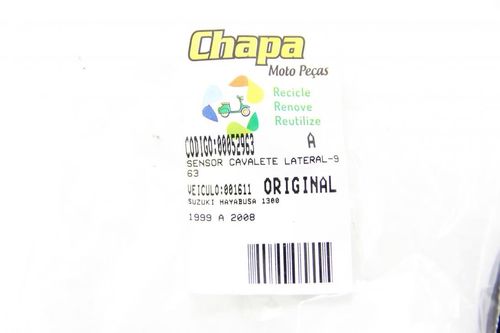 Chapa
Moto Peças
Recicle
Renove
Reutilize
CODIGO:00052963 A
SENSOR CAVALETE LATERAL-9
63
VEICULO:001611 ORIGINAL
SUZUKI HAYABUSA 1300
1999 A 2008